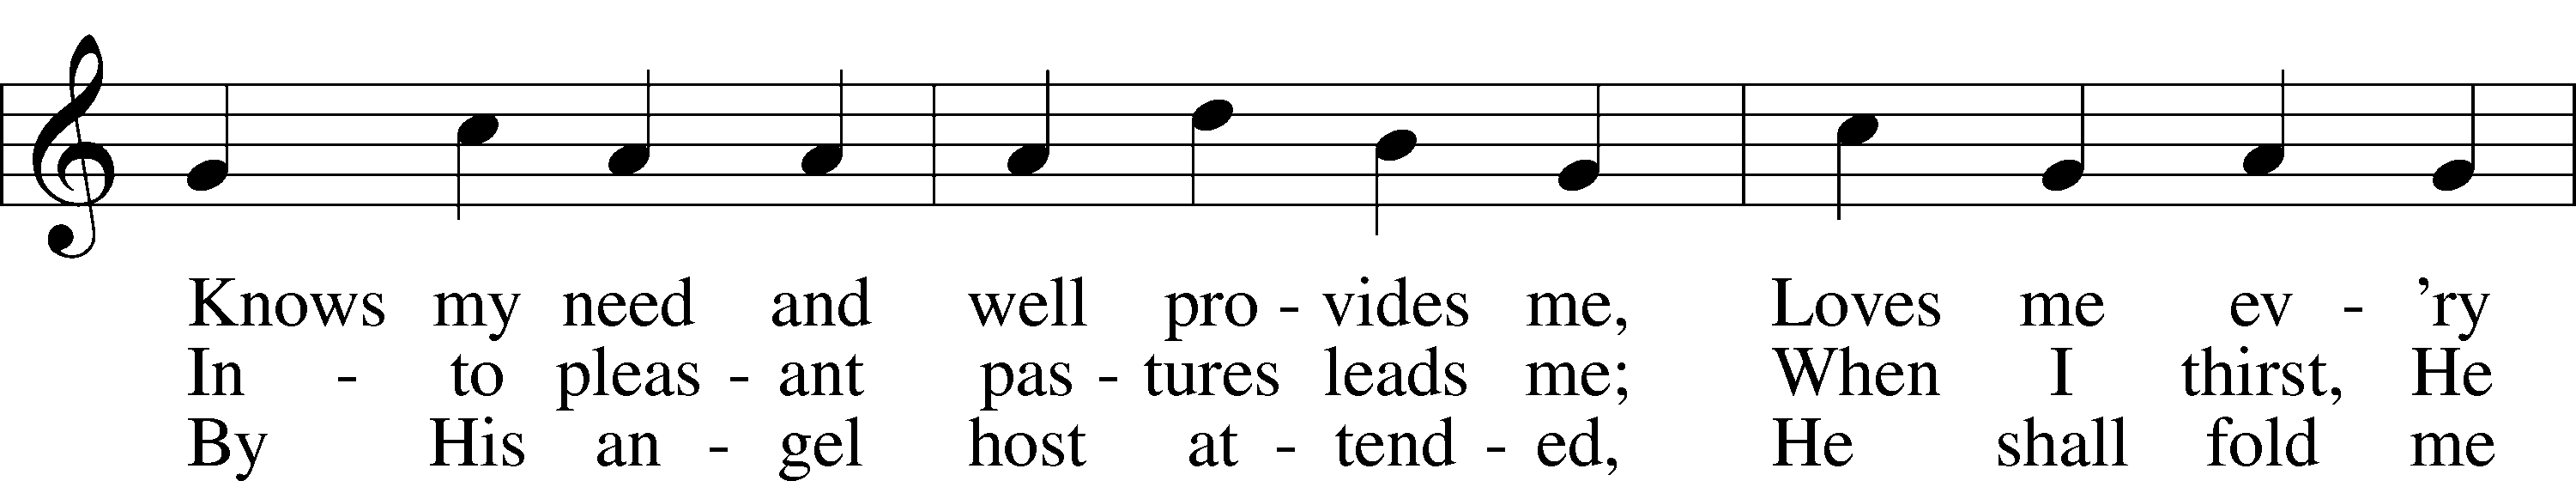 Knows my need and well pro - vides me, Loves me ev - 'ry
In - to pleas - ant pas - tures leads me; When I thirst, He
By His an - gel host at - tend - ed, He shall fold me